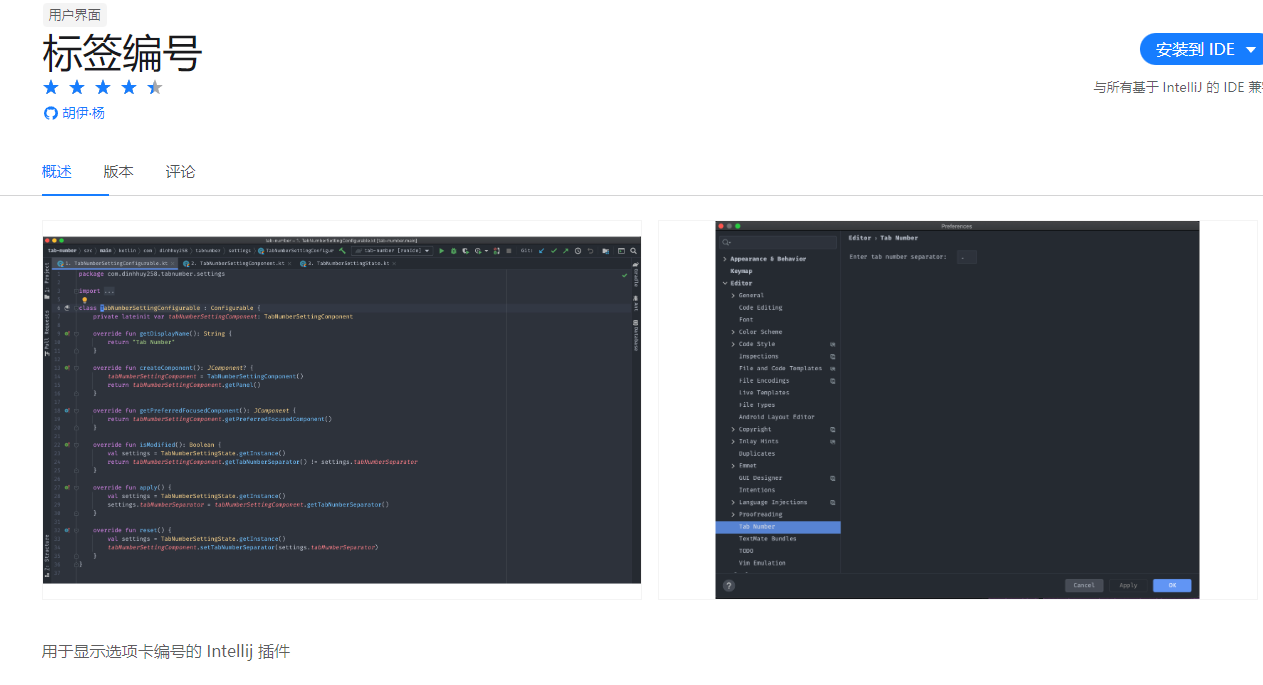 用户界面
标签编号
安装到 IDE
胡伊·杨
与所有基于 IntelliJ 的 IDE 兼
概述
版本
评论
tab-number
TabNumberSettingConfigurable.kt
TabNumberSettingComponent.kt
TabNumberSettingState.kt
package com.dinhhuy258.tabnumber.settings
import ...
class TabNumberSettingConfigurable : Configurable {
private lateinit var tabNumberSettingComponent: TabNumberSettingComponent
override fun getDisplayName(): String {
return "Tab Number"
}
override fun createComponent(): JComponent? {
tabNumberSettingComponent = TabNumberSettingComponent()
return tabNumberSettingComponent.getPanel()
}
override fun getPreferredFocusedComponent(): JComponent {
return tabNumberSettingComponent.getPreferredFocusedComponent()
}
override fun isModified(): Boolean {
val settings = TabNumberSettingState.getInstance()
return tabNumberSettingComponent.getTabNumberSeparator() != settings.tabNumberSeparator
}
override fun apply() {
val settings = TabNumberSettingState.getInstance()
settings.tabNumberSeparator = tabNumberSettingComponent.getTabNumberSeparator()
}
override fun reset() {
val settings = TabNumberSettingState.getInstance()
tabNumberSettingComponent.setTabNumberSeparator(settings.tabNumberSeparator)
}
}
Preferences
Editor › Tab Number
Enter tab number separator:
Appearance & Behavior
Keymap
Editor
General
Code Editing
Font
Color Scheme
Code Style
Inspections
File and Code Templates
File Encodings
Live Templates
File Types
Android Layout Editor
Copyright
Inlay Hints
Duplicates
Emmet
GUI Designer
Intentions
Language Injections
Proofreading
Tab Number
TextMate Bundles
TODO
Vim Emulation
?
Cancel
Apply
OK
用于显示选项卡编号的 Intellij 插件